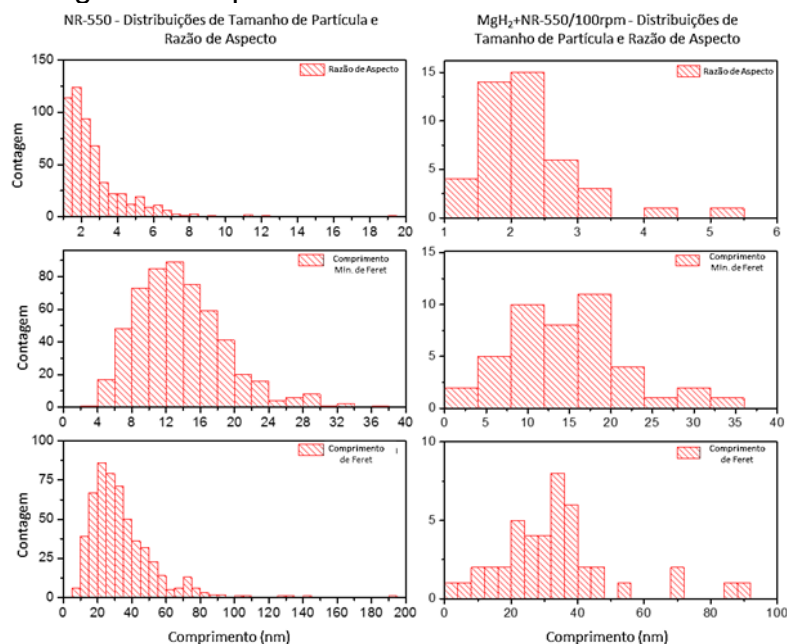 NR-550 - Distribuições de Tamanho de Partícula e
Razão de Aspecto
MgH₂+NR-550/100rpm - Distribuições de
Tamanho de Partícula e Razão de Aspecto
Contagem
150
100
50
0
Razão de Aspecto
2 4 6 8 10 12 14 16 18 20
15
10
5
0
Razão de Aspecto
1 2 3 4 5 6
Contagem
80
60
40
20
0
Comprimento
Mín. de Feret
0 4 8 12 16 20 24 28 32 36 40
15
10
5
0
Comprimento
Mín. de Feret
0 5 10 15 20 25 30 35 40
Contagem
100
75
50
25
0
Comprimento
de Feret
0 20 40 60 80 100 120 140 160 180 200
Comprimento (nm)
10
5
0
Comprimento
de Feret
0 20 40 60 80 100
Comprimento (nm)